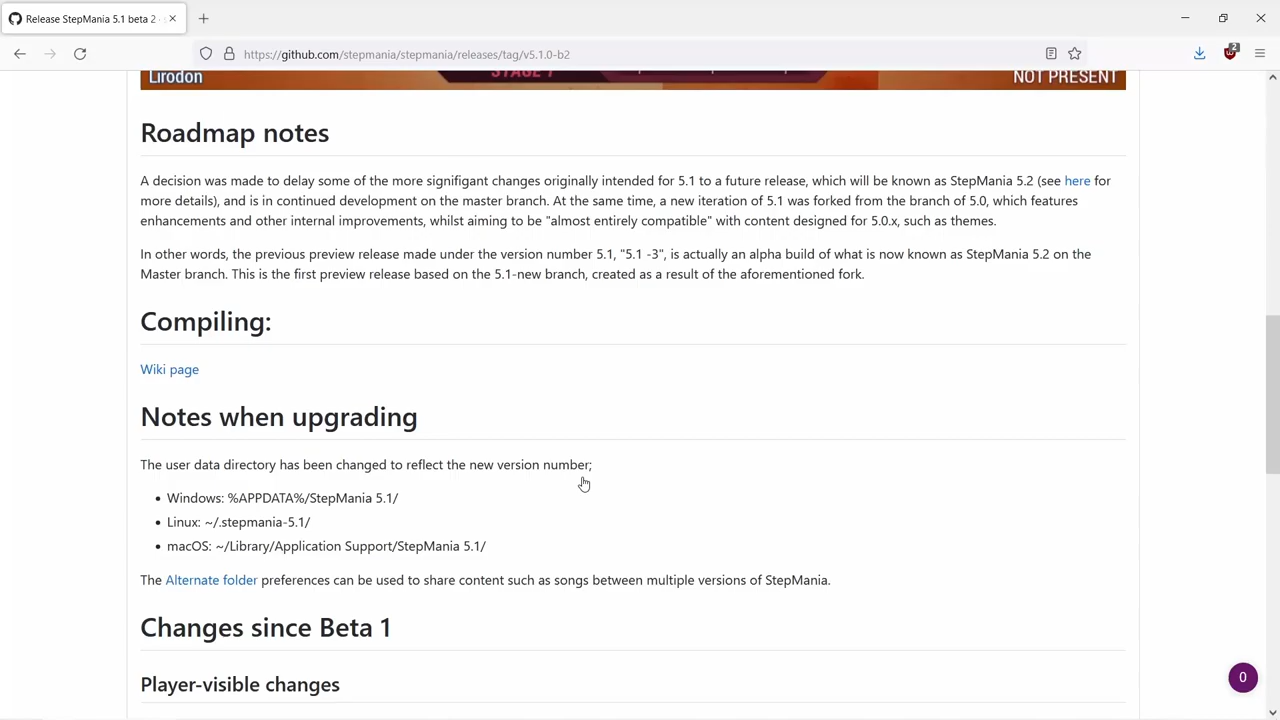 Release StepMania 5.1 beta 2 ·
2
https://github.com/stepmania/stepmania/releases/tag/v5.1.0-b2
Lirodon
STAGE 1
NOT PRESENT
Roadmap notes
A decision was made to delay some of the more signifigant changes originally intended for 5.1 to a future release, which will be known as StepMania 5.2 (see here for
more details), and is in continued development on the master branch. At the same time, a new iteration of 5.1 was forked from the branch of 5.0, which features
enhancements and other internal improvements, whilst aiming to be "almost entirely compatible" with content designed for 5.0.x, such as themes.
In other words, the previous preview release made under the version number 5.1, "5.1 -3", is actually an alpha build of what is now known as StepMania 5.2 on the
Master branch. This is the first preview release based on the 5.1-new branch, created as a result of the aforementioned fork.
Compiling:
Wiki page
Notes when upgrading
The user data directory has been changed to reflect the new version number;
• Windows: %APPDATA%/StepMania 5.1/
• Linux: ~/.stepmania-5.1/
• macOS: ~/Library/Application Support/StepMania 5.1/
The Alternate folder preferences can be used to share content such as songs between multiple versions of StepMania.
Changes since Beta 1
0
Player-visible changes